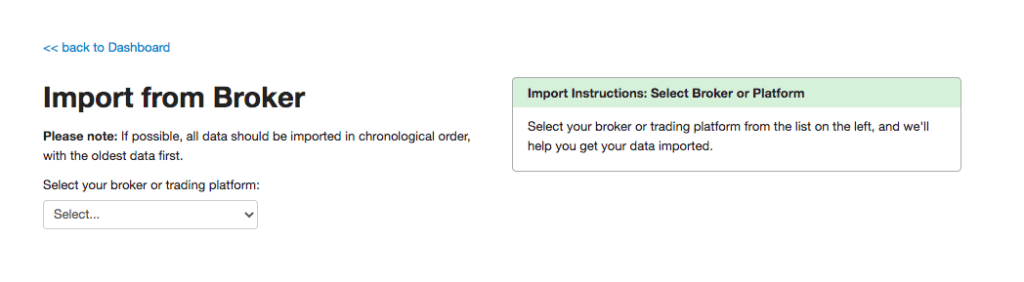 << back to Dashboard
Import from Broker
Please note: If possible, all data should be imported in chronological order,
with the oldest data first.
Select your broker or trading platform:
Select...
Import Instructions: Select Broker or Platform
Select your broker or trading platform from the list on the left, and we'll
help you get your data imported.